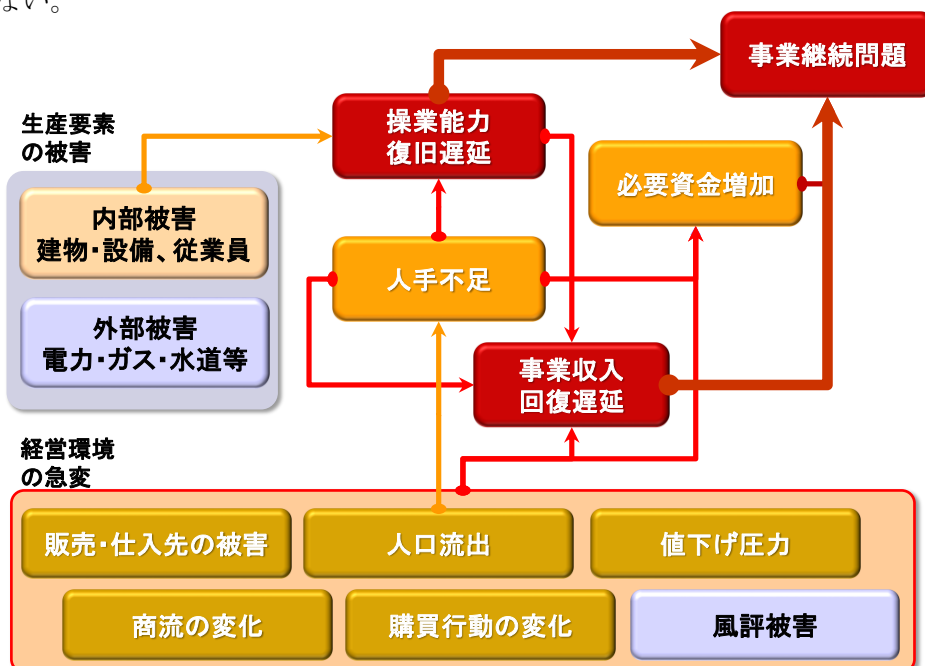 ない。
事業継続問題
生産要素
の被害
操業能力
復旧遅延
必要資金増加
内部被害
建物・設備、従業員
人手不足
外部被害
電力・ガス・水道等
事業収入
回復遅延
経営環境
の急変
販売・仕入先の被害
人口流出
値下げ圧力
商流の変化
購買行動の変化
風評被害